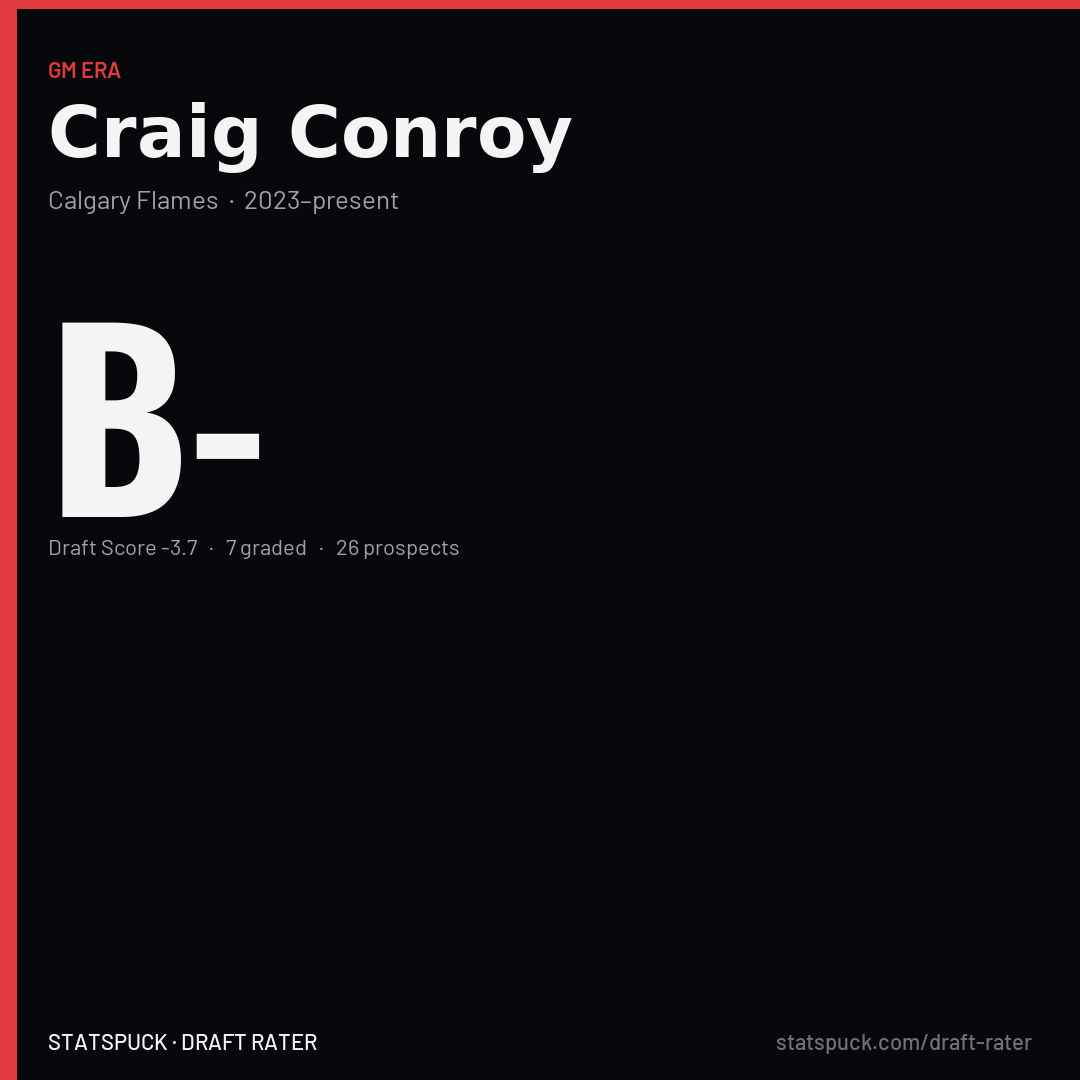 GM ERA
Craig Conroy
Calgary Flames · 2023–present
B-
Draft Score -3.7 · 7 graded · 26 prospects
STATSPUCK · DRAFT RATER
statspuck.com/draft-rater